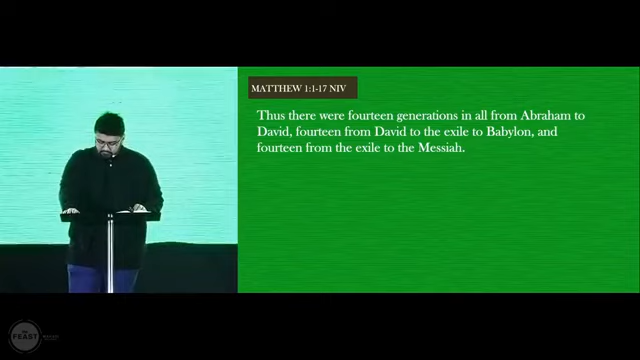 MATTHEW 1:1-17 NIV
Thus there were fourteen generations in all from Abraham to
David, fourteen from David to the exile to Babylon, and
fourteen from the exile to the Messiah.
FEAST